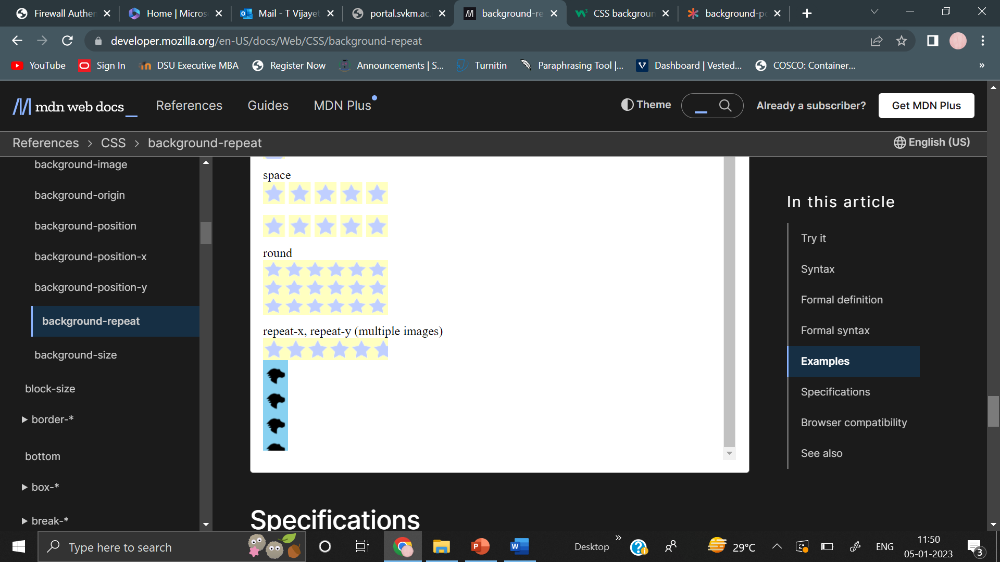 Firewall Authen
Home | Micros
Mail - T Vijayet
portal.svkm.ac.i
background-re
CSS backgroun
background-po
developer.mozilla.org/en-US/docs/Web/CSS/background-repeat
YouTube
Sign In
DSU Executive MBA
Register Now
Announcements | S...
Turnitin
Paraphrasing Tool |...
Dashboard | Vested...
COSCO: Container...
»
mdn web docs_
References
Guides
MDN Plus
Theme
Already a subscriber?
Get MDN Plus
References > CSS > background-repeat
English (US)
background-image
background-origin
background-position
background-position-x
background-position-y
background-repeat
background-size
block-size
border-*
bottom
box-*
break-*
space
round
repeat-x, repeat-y (multiple images)
Specifications
In this article
Try it
Syntax
Formal definition
Formal syntax
Examples
Specifications
Browser compatibility
See also
Type here to search
Desktop
»
29°C
ENG
11:50
05-01-2023
3